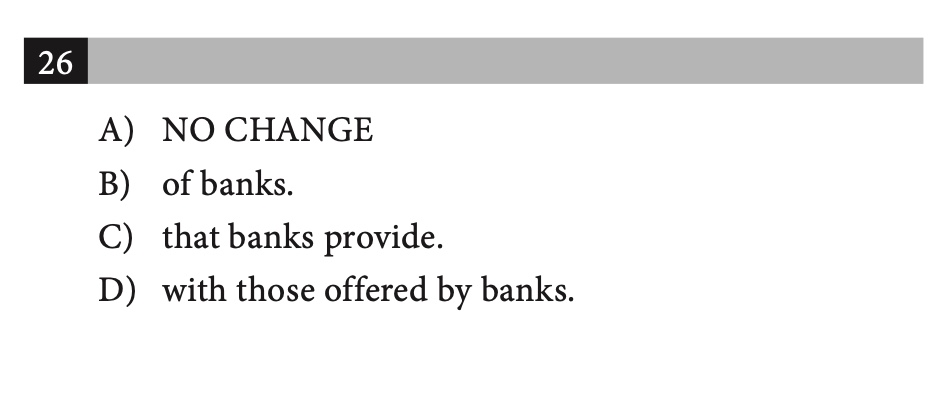 26
A) NO CHANGE
B) of banks.
C) that banks provide.
D) with those offered by banks.